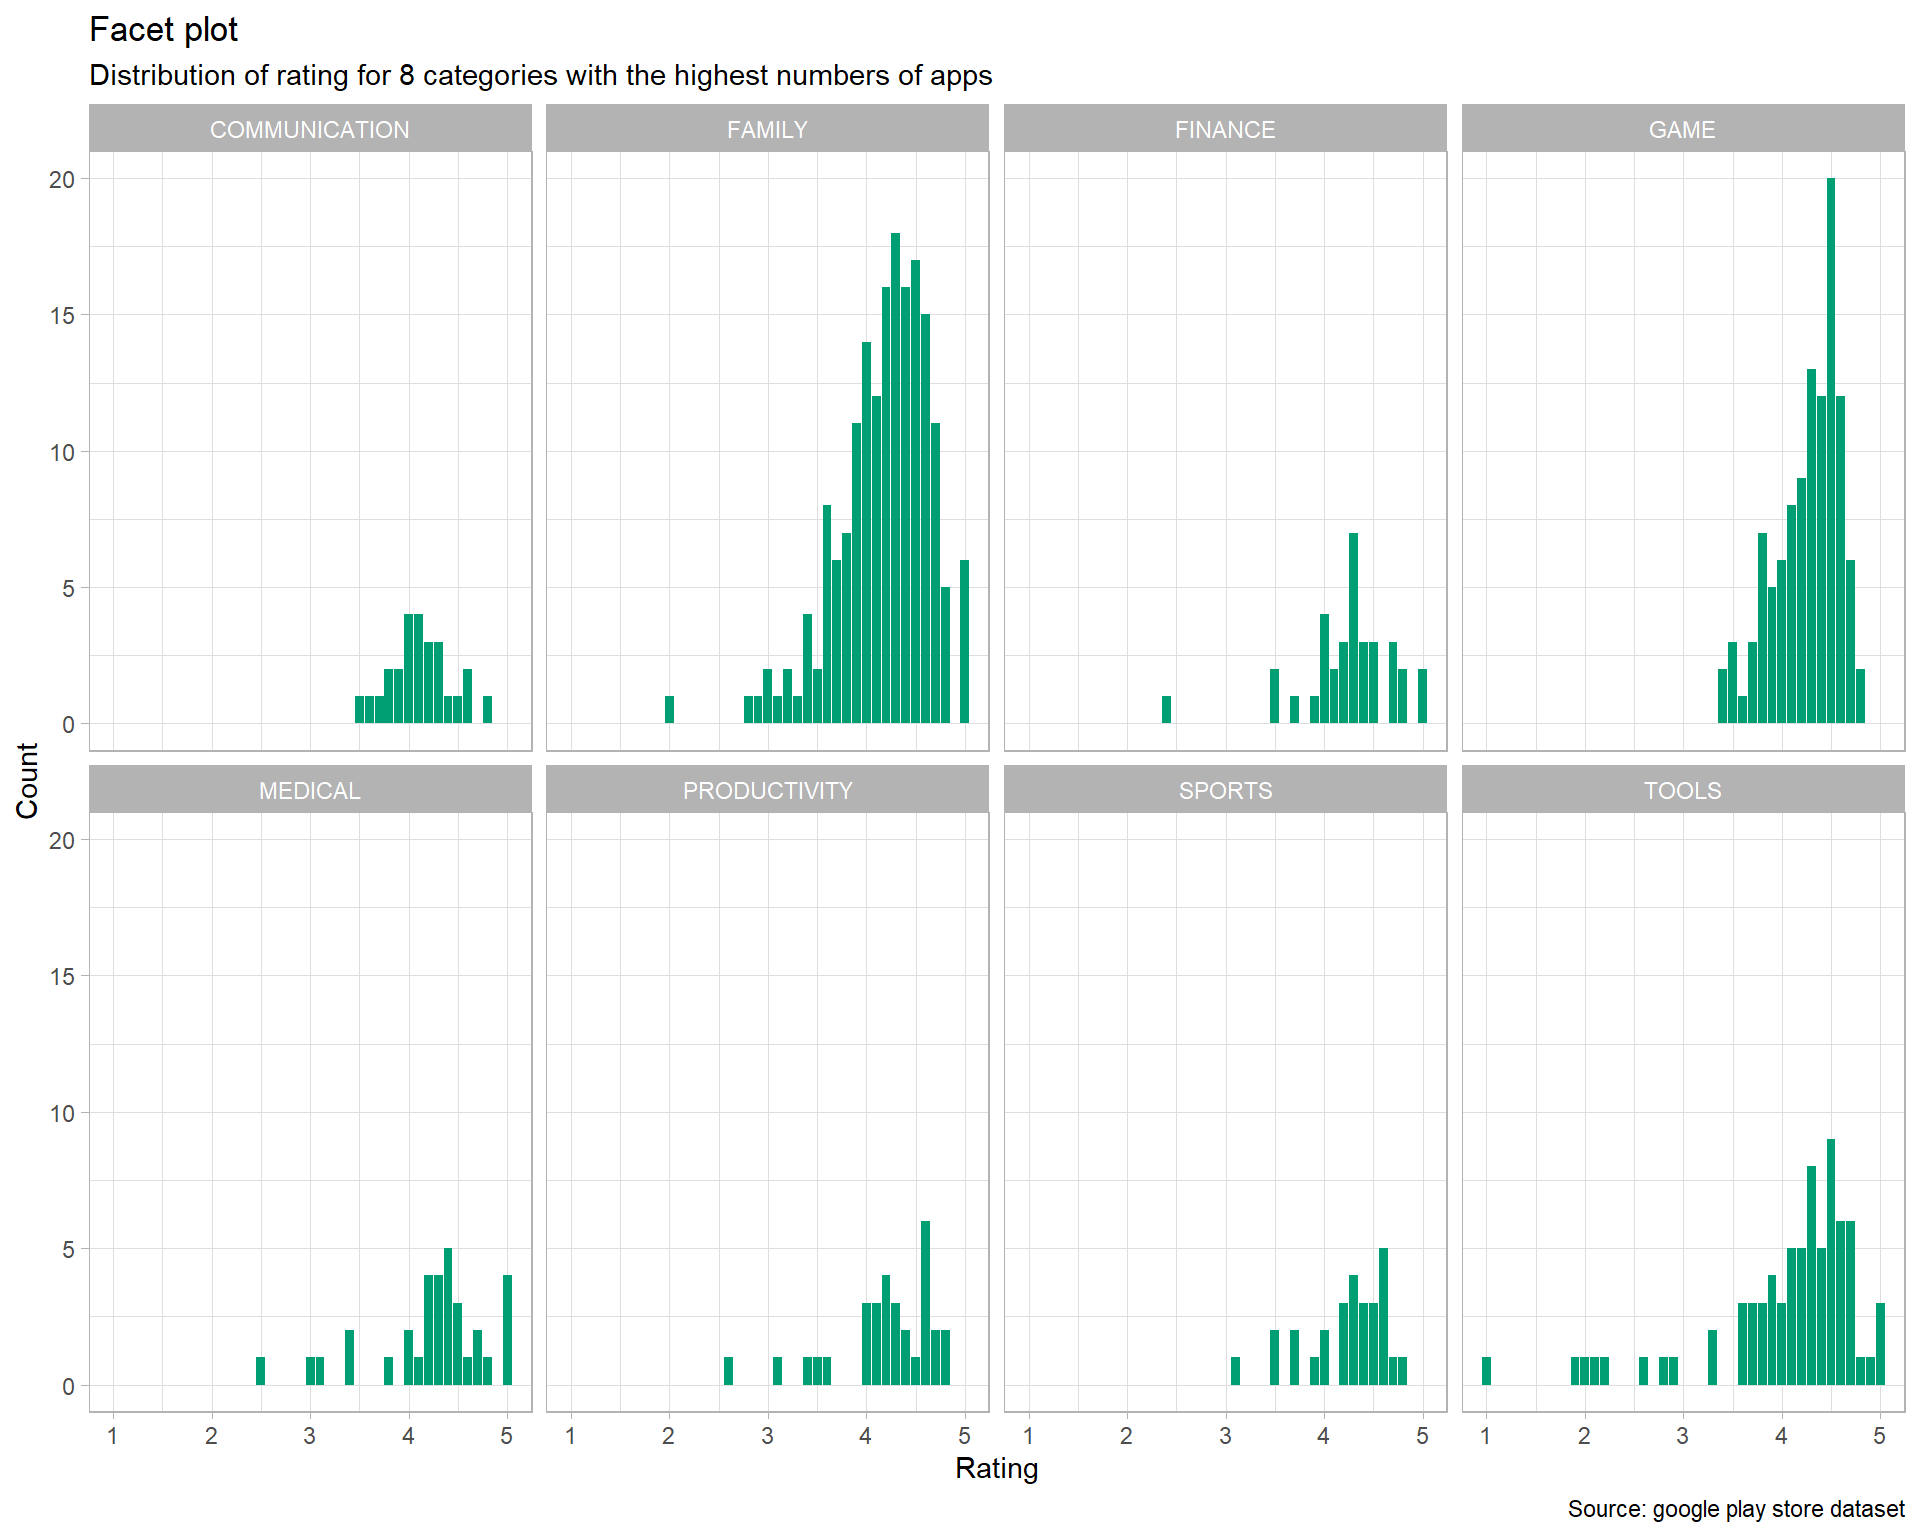 Facet plot
Distribution of rating for 8 categories with the highest numbers of apps
COMMUNICATION FAMILY FINANCE GAME
20
15
10
5
0
Count
MEDICAL PRODUCTIVITY SPORTS TOOLS
20
15
10
5
0
1 2 3 4 5 1 2 3 4 5 1 2 3 4 5 1 2 3 4 5
Rating
Source: google play store dataset